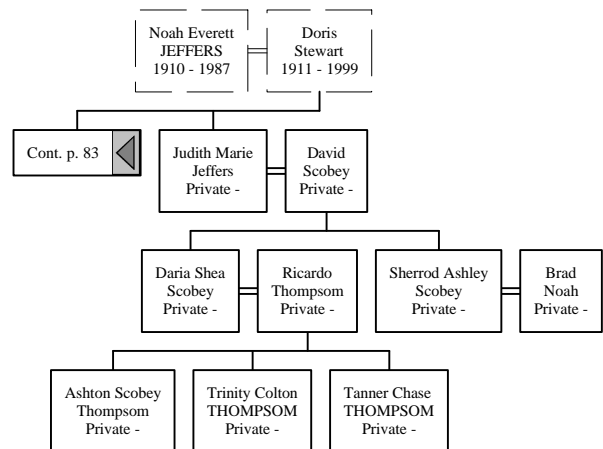 Noah Everett
JEFFERS
1910 - 1987
Doris
Stewart
1911 - 1999
Cont. p. 83
Judith Marie
Jeffers
Private -
David
Scobey
Private -
Daria Shea
Scobey
Private -
Ricardo
Thompsom
Private -
Sherrod Ashley
Scobey
Private -
Brad
Noah
Private -
Ashton Scobey
Thompsom
Private -
Trinity Colton
THOMPSOM
Private -
Tanner Chase
THOMPSOM
Private -